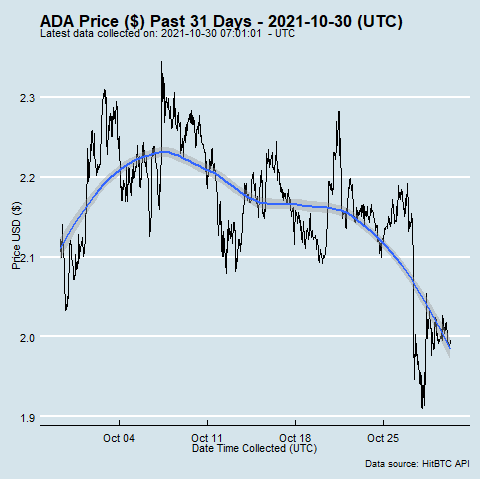 ADA Price ($) Past 31 Days - 2021-10-30 (UTC)
Latest data collected on: 2021-10-30 07:01:01 - UTC
2.3
2.2
2.1
2.0
1.9
Price USD ($)
Oct 04 Oct 11 Oct 18 Oct 25
Date Time Collected (UTC)
Data source: HitBTC API